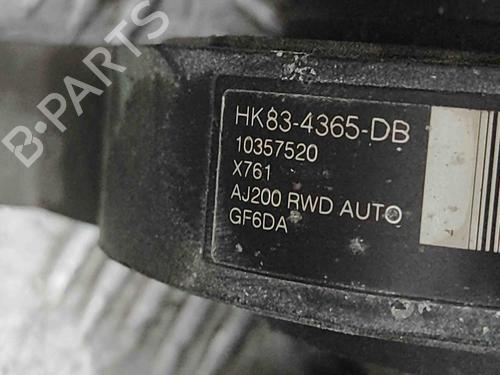 B-PARTS
HK83-4365-DB
10357520
X761
AJ200 RWD AUTO
GF6DA